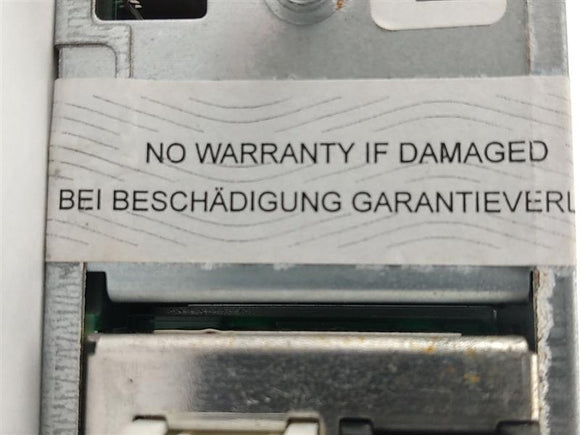 NO WARRANTY IF DAMAGED
BEI BESCHÄDIGUNG GARANTIEVERL